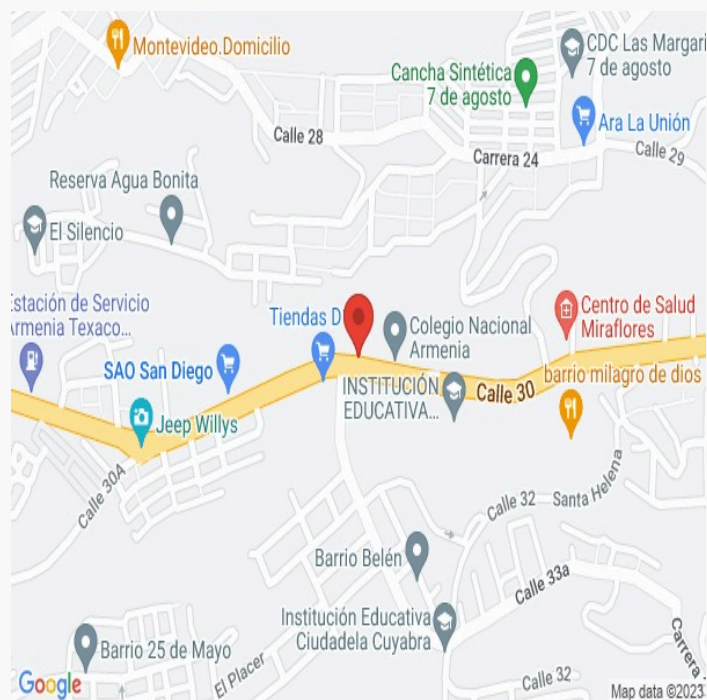 Montevideo.Domicilio
CDC Las Margari
7 de agosto
Cancha Sintética
7 de agosto
Ara La Unión
Calle 28
Carrera 24
Calle 29
Reserva Agua Bonita
El Silencio
Estación de Servicio
Armenia Texaco...
Tiendas D
Centro de Salud
Miraflores
Colegio Nacional
Armenia
SAO San Diego
INSTITUCIÓN
EDUCATIVA...
Calle 30
barrio milagro de dios
Jeep Willys
Calle 30A
Calle 32
Santa Helena
Barrio Belén
Calle 33a
Institución Educativa
Ciudadela Cuyabra
Carrera
Barrio 25 de Mayo
El Placer
Calle 32
Google
Map data ©2023